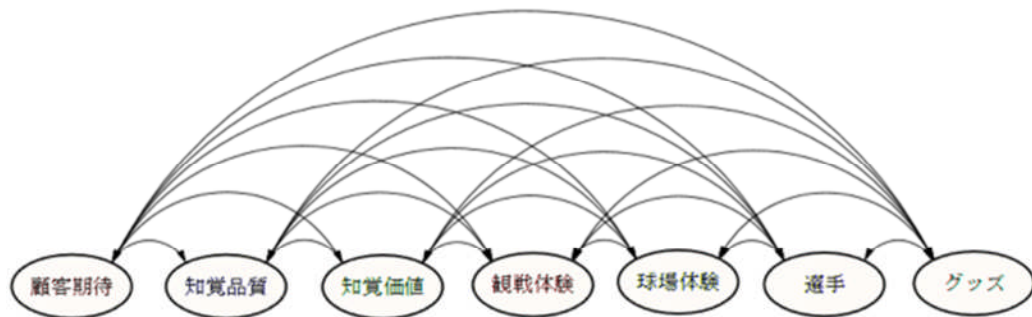 顧客期待
知覚品質
知覚価値
観戦体験
球場体験
選手
グッズ